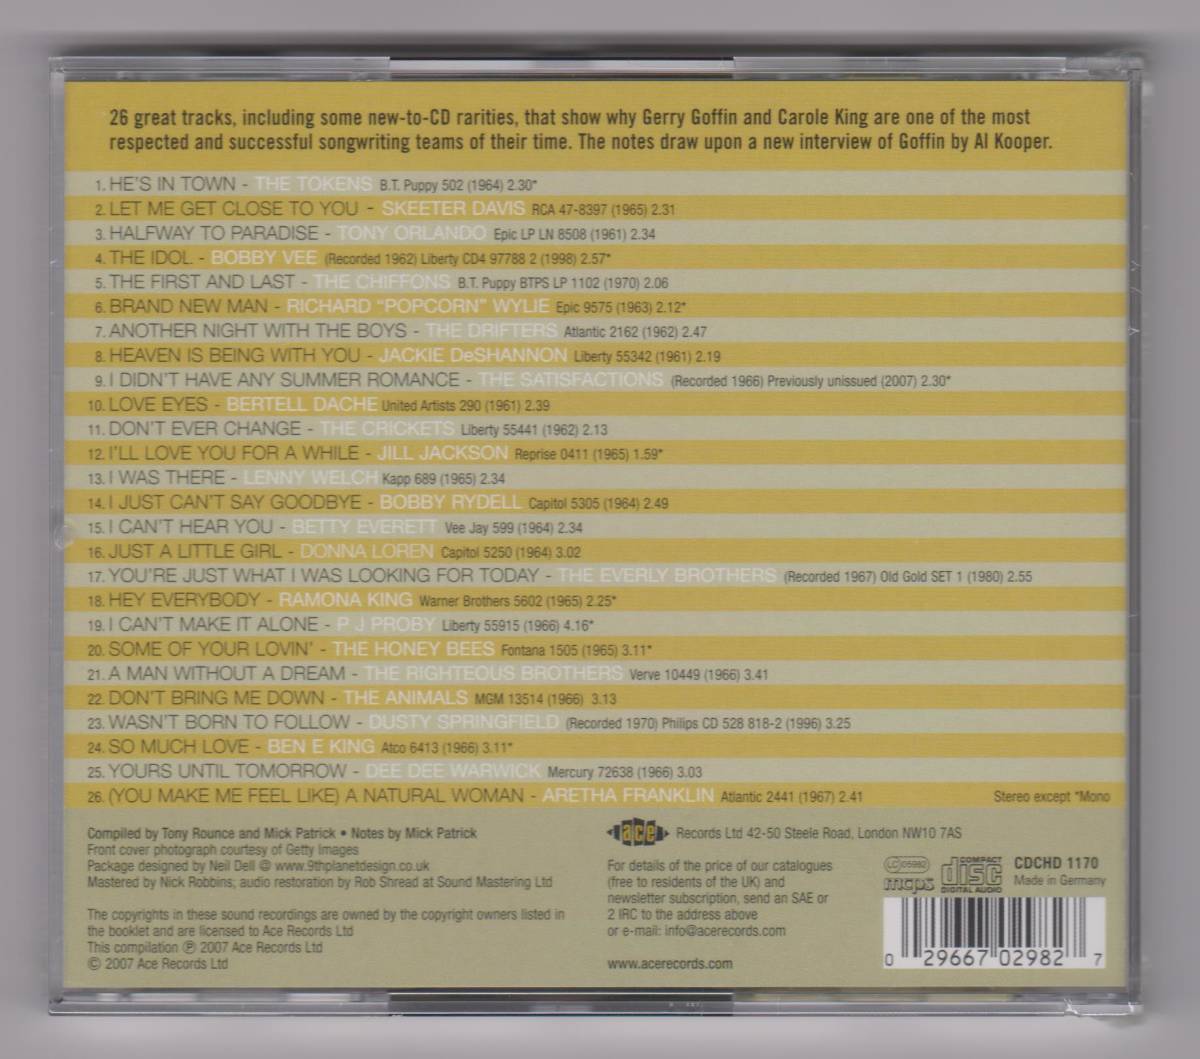 26 great tracks, including some new-to-CD rarities, that show why Gerry Goffin and Carole King are one of the most
respected and successful songwriting teams of their time. The notes draw upon a new interview of Goffin by Al Kooper.
1. HE'S IN TOWN - THE TOKENS B.T. Puppy 502 (1964) 2.30*
2. LET ME GET CLOSE TO YOU - SKEETER DAVIS RCA 47-8397 (1965) 2.31
3. HALFWAY TO PARADISE - TONY ORLANDO Epic LP LN 8508 (1961) 2.34
4. THE IDOL - BOBBY VEE (Recorded 1962) Liberty CD4 97788 2 (1998) 2.57*
5. THE FIRST AND LAST - THE CHIFFONS B.T. Puppy BTPS LP 1102 (1970) 2.06
6. BRAND NEW MAN - RICHARD "POPCORN" WYLIE Epic 9575 (1963) 2.12*
7. ANOTHER NIGHT WITH THE BOYS - THE DRIFTERS Atlantic 2162 (1962) 2.47
8. HEAVEN IS BEING WITH YOU - JACKIE DeSHANNON Liberty 55342 (1961) 2.19
9. I DIDN'T HAVE ANY SUMMER ROMANCE - THE SATISFACTIONS (Recorded 1966) Previously unissued (2007) 2.30*
10. LOVE EYES - BERTELL DACHE United Artists 290 (1961) 2.39
11. DON'T EVER CHANGE - THE CRICKETS Liberty 55441 (1962) 2.13
12. I'LL LOVE YOU FOR A WHILE - JILL JACKSON Reprise 0411 (1965) 1.59*
13. I WAS THERE - LENNY WELCH Kapp 689 (1965) 2.34
14. I JUST CAN'T SAY GOODBYE - BOBBY RYDELL Capitol 5305 (1964) 2.49
15. I CAN'T HEAR YOU - BETTY EVERETT Vee Jay 599 (1964) 2.34
16. JUST A LITTLE GIRL - DONNA LOREN Capitol 5250 (1964) 3.02
17. YOU'RE JUST WHAT I WAS LOOKING FOR TODAY - THE EVERLY BROTHERS (Recorded 1967) Old Gold SET 1 (1980) 2.55
18. HEY EVERYBODY - RAMONA KING Warner Brothers 5602 (1965) 2.25*
19. I CAN'T MAKE IT ALONE - P J PROBY Liberty 55915 (1966) 4.16*
20. SOME OF YOUR LOVIN' - THE HONEY BEES Fontana 1505 (1965) 3.11*
21. A MAN WITHOUT A DREAM - THE RIGHTEOUS BROTHERS Verve 10449 (1966) 3.41
22. DON'T BRING ME DOWN - THE ANIMALS MGM 13514 (1966) 3.13
23. WASN'T BORN TO FOLLOW - DUSTY SPRINGFIELD (Recorded 1970) Philips CD 528 818-2 (1996) 3.25
24. SO MUCH LOVE - BEN E KING Atco 6413 (1966) 3.11*
25. YOURS UNTIL TOMORROW - DEE DEE WARWICK Mercury 72638 (1966) 3.03
26. (YOU MAKE ME FEEL LIKE) A NATURAL WOMAN - ARETHA FRANKLIN Atlantic 2441 (1967) 2.41
Stereo except *Mono
Compiled by Tony Rounce and Mick Patrick • Notes by Mick Patrick
Front cover photograph courtesy of Getty Images
Package designed by Neil Dell @ www.9thplanetdesign.co.uk
Mastered by Nick Robbins; audio restoration by Rob Shread at Sound Mastering Ltd
The copyrights in these sound recordings are owned by the copyright owners listed in
the booklet and are licensed to Ace Records Ltd
This compilation ℗ 2007 Ace Records Ltd
© 2007 Ace Records Ltd
ace Records Ltd 42-50 Steele Road, London NW10 7AS
For details of the price of our catalogues
(free to residents of the UK) and
newsletter subscription, send an SAE or
2 IRC to the address above
or e-mail: info@acerecords.com
www.acerecords.com
LC 05982
mcps
COMPACT
disc
DIGITAL AUDIO
CDCHD 1170
Made in Germany
0 29667 02982 7